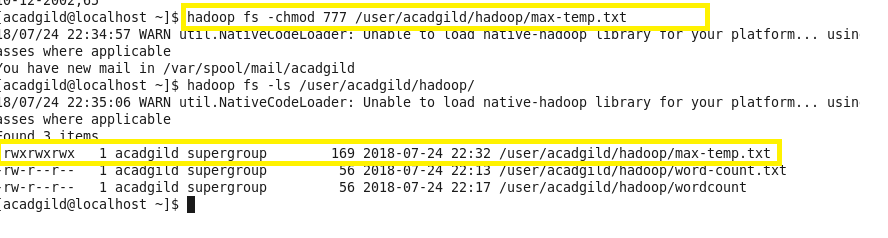 10-12-2002,65
[acadgild@localhost ~]$ hadoop fs -chmod 777 /user/acadgild/hadoop/max-temp.txt
18/07/24 22:34:57 WARN util.NativeCodeLoader: Unable to load native-hadoop library for your platform... usin
asses where applicable
You have new mail in /var/spool/mail/acadgild
[acadgild@localhost ~]$ hadoop fs -ls /user/acadgild/hadoop/
18/07/24 22:35:06 WARN util.NativeCodeLoader: Unable to load native-hadoop library for your platform... usin
asses where applicable
Found 3 items
rwxrwxrwx   1 acadgild supergroup        169 2018-07-24 22:32 /user/acadgild/hadoop/max-temp.txt
-rw-r--r--   1 acadgild supergroup         56 2018-07-24 22:13 /user/acadgild/hadoop/word-count.txt
-rw-r--r--   1 acadgild supergroup         56 2018-07-24 22:17 /user/acadgild/hadoop/wordcount
[acadgild@localhost ~]$